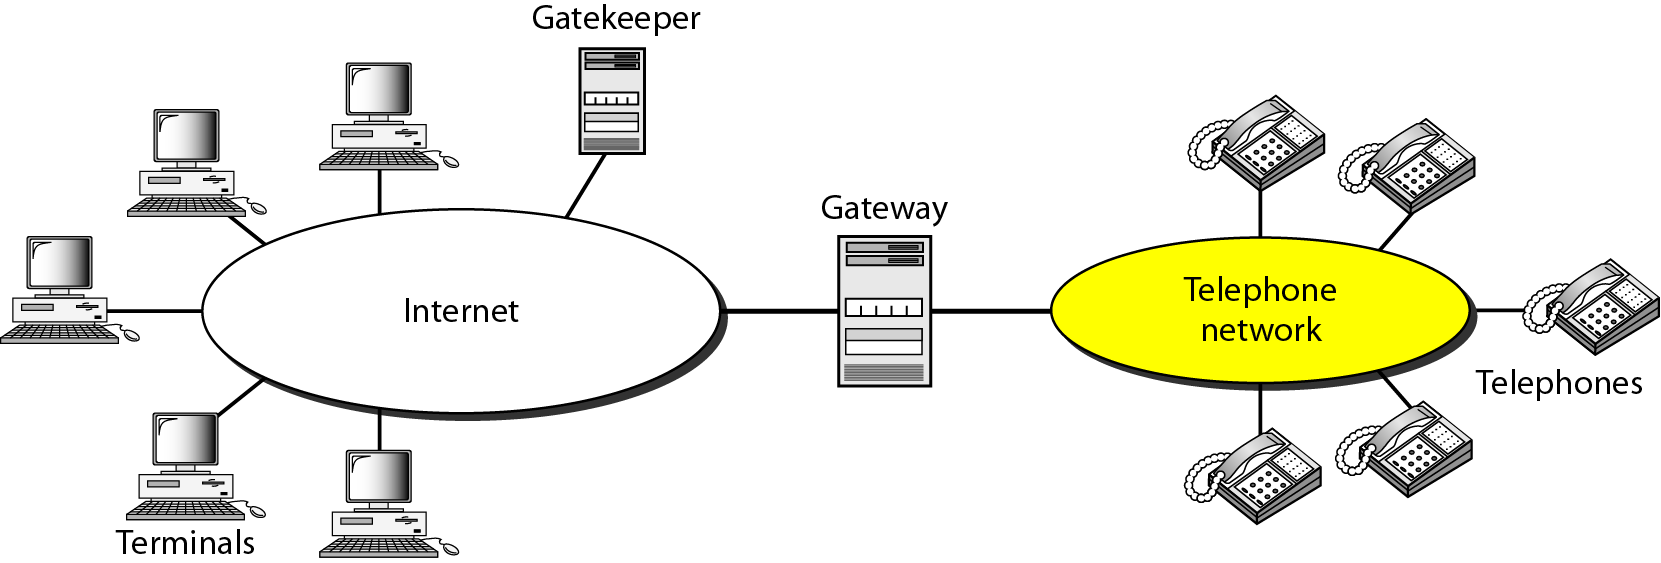 Gatekeeper
Gateway
Internet
Telephone
network
Telephones
Terminals